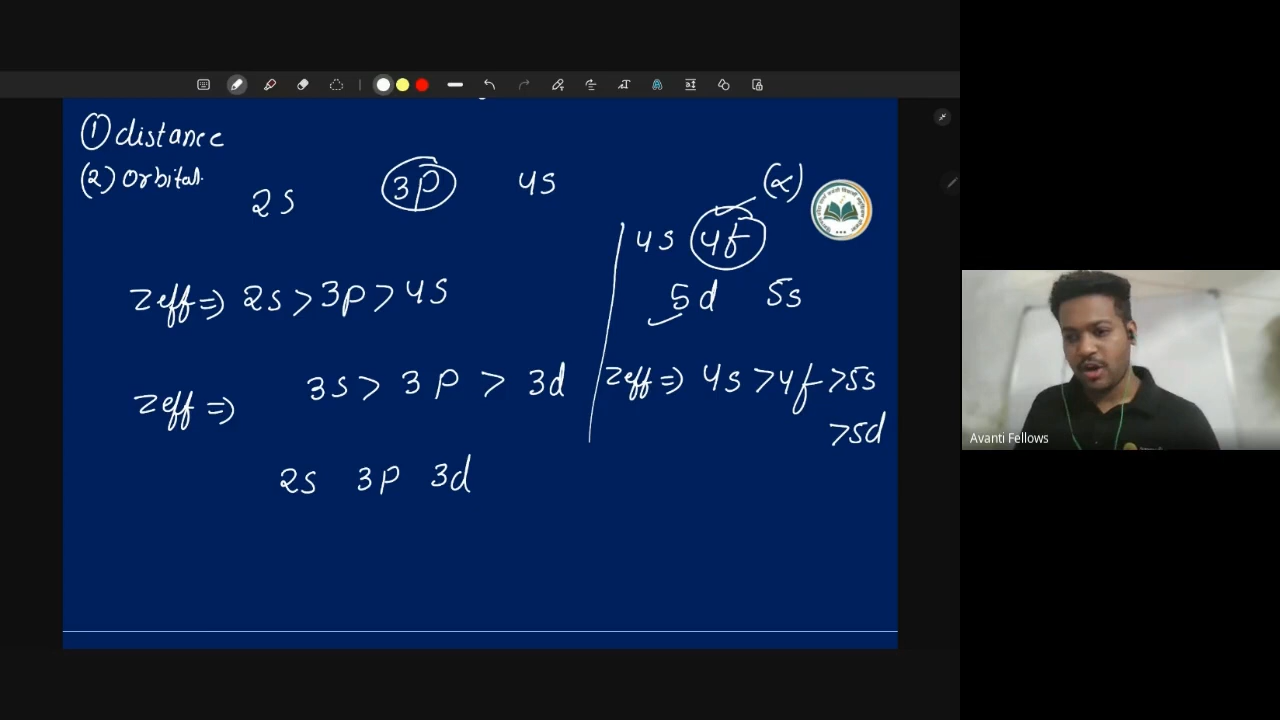 ① distance
(2) Orbital
2s 3p 4s
(α)
4s 4f
5d 5s
Zeff ⇒ 2s > 3p > 4s
Zeff ⇒ 3s > 3p > 3d
Zeff ⇒ 4s > 4f > 5s
> 5d
2s 3p 3d
Avanti Fellows